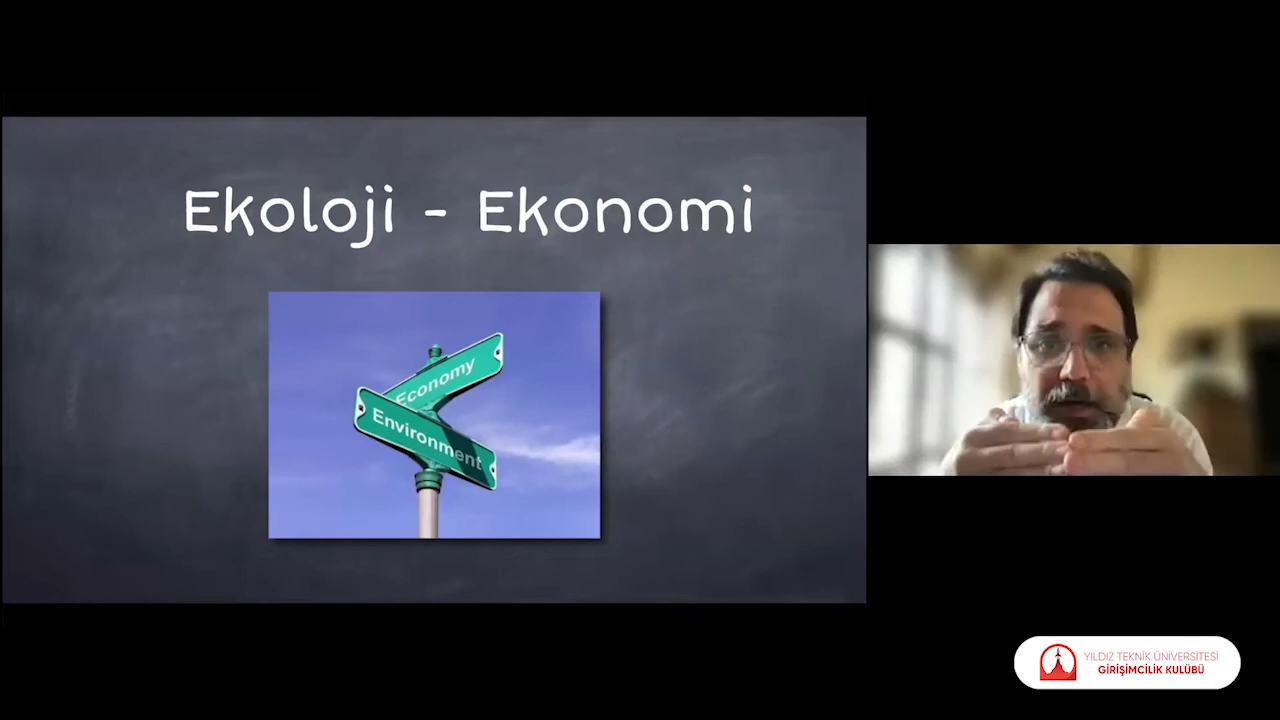 Ekoloji - Ekonomi
Economy
Environment
YILDIZ TEKNİK ÜNİVERSİTESİ
GİRİŞİMCİLİK KULÜBÜ